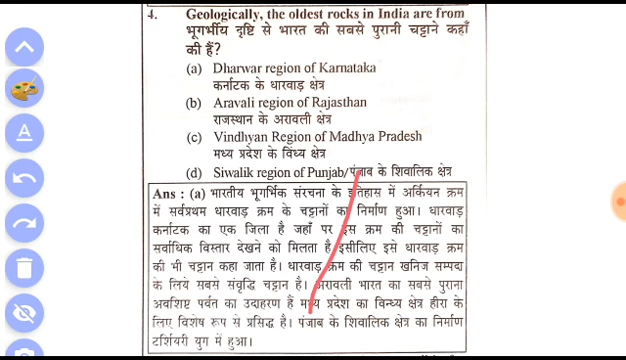 4. Geologically, the oldest rocks in India are from
भूगर्भीय दृष्टि से भारत की सबसे पुरानी चट्टाने कहाँ
की हैं?
(a) Dharwar region of Karnataka
कर्नाटक के धारवाड़ क्षेत्र
(b) Aravali region of Rajasthan
राजस्थान के अरावली क्षेत्र
(c) Vindhyan Region of Madhya Pradesh
मध्य प्रदेश के विंध्य क्षेत्र
(d) Siwalik region of Punjab/पंजाब के शिवालिक क्षेत्र
Ans : (a) भारतीय भूगर्भिक संरचना के इतिहास में अर्कियन क्रम
में सर्वप्रथम धारवाड़ क्रम के चट्टानों का निर्माण हुआ। धारवाड़
कर्नाटक का एक जिला है जहाँ पर इस क्रम की चट्टानों का
सर्वाधिक विस्तार देखने को मिलता है इसीलिए इसे धारवाड़ क्रम
की भी चट्टान कहा जाता है। धारवाड़ क्रम की चट्टान खनिज सम्पदा
के लिये सबसे संवृद्धि चट्टान है। अरावली भारत का सबसे पुराना
अवशिष्ट पर्वत का उदाहरण हैं मध्य प्रदेश का विन्ध्य क्षेत्र हीरा के
लिए विशेष रूप से प्रसिद्ध है। पंजाब के शिवालिक क्षेत्र का निर्माण
टर्शियरी युग में हुआ।
A